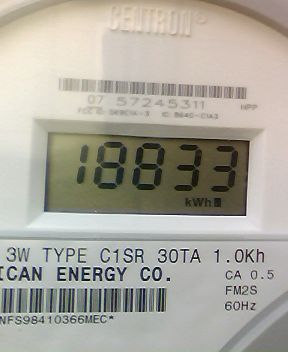 CENTRON®
07 57245311 HPP
18833
kWh
3W TYPE C1SR 30TA 1.0Kh
ICAN ENERGY CO. CA 0.5
FM2S
NFS98410366MEC* 60Hz